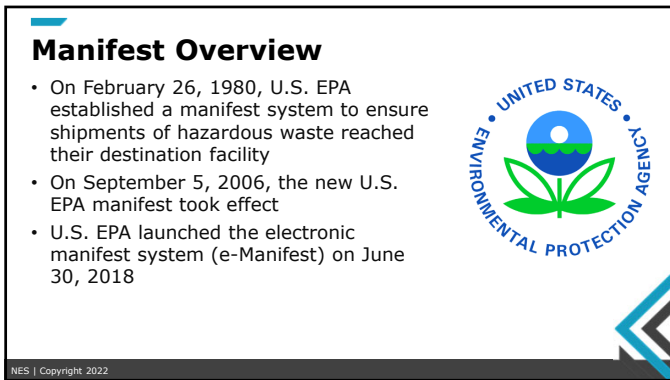 Manifest Overview
• On February 26, 1980, U.S. EPA
established a manifest system to ensure
shipments of hazardous waste reached
their destination facility
• On September 5, 2006, the new U.S.
EPA manifest took effect
• U.S. EPA launched the electronic
manifest system (e-Manifest) on June
30, 2018
UNITED STATES
• ENVIRONMENTAL PROTECTION AGENCY •
NES | Copyright 2022